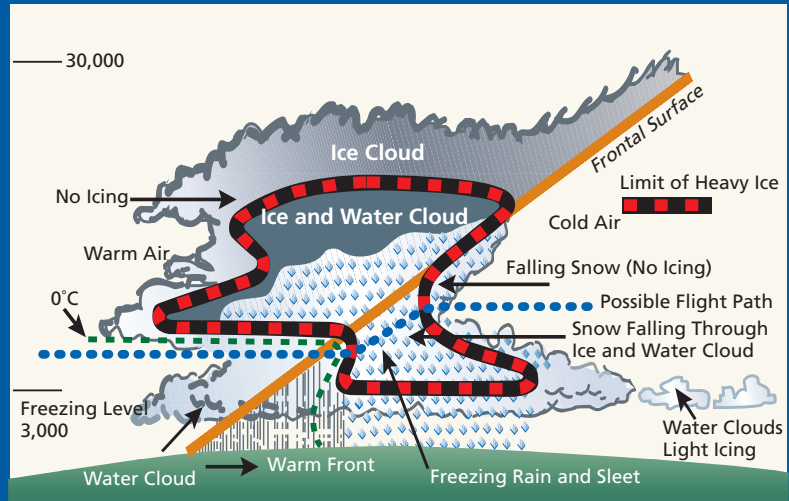 30,000
Ice Cloud
Frontal Surface
No Icing
Limit of Heavy Ice
Ice and Water Cloud
Cold Air
Warm Air
Falling Snow (No Icing)
0°C
Possible Flight Path
Snow Falling Through
Ice and Water Cloud
Freezing Level
3,000
Water Clouds
Light Icing
Water Cloud
Warm Front
Freezing Rain and Sleet